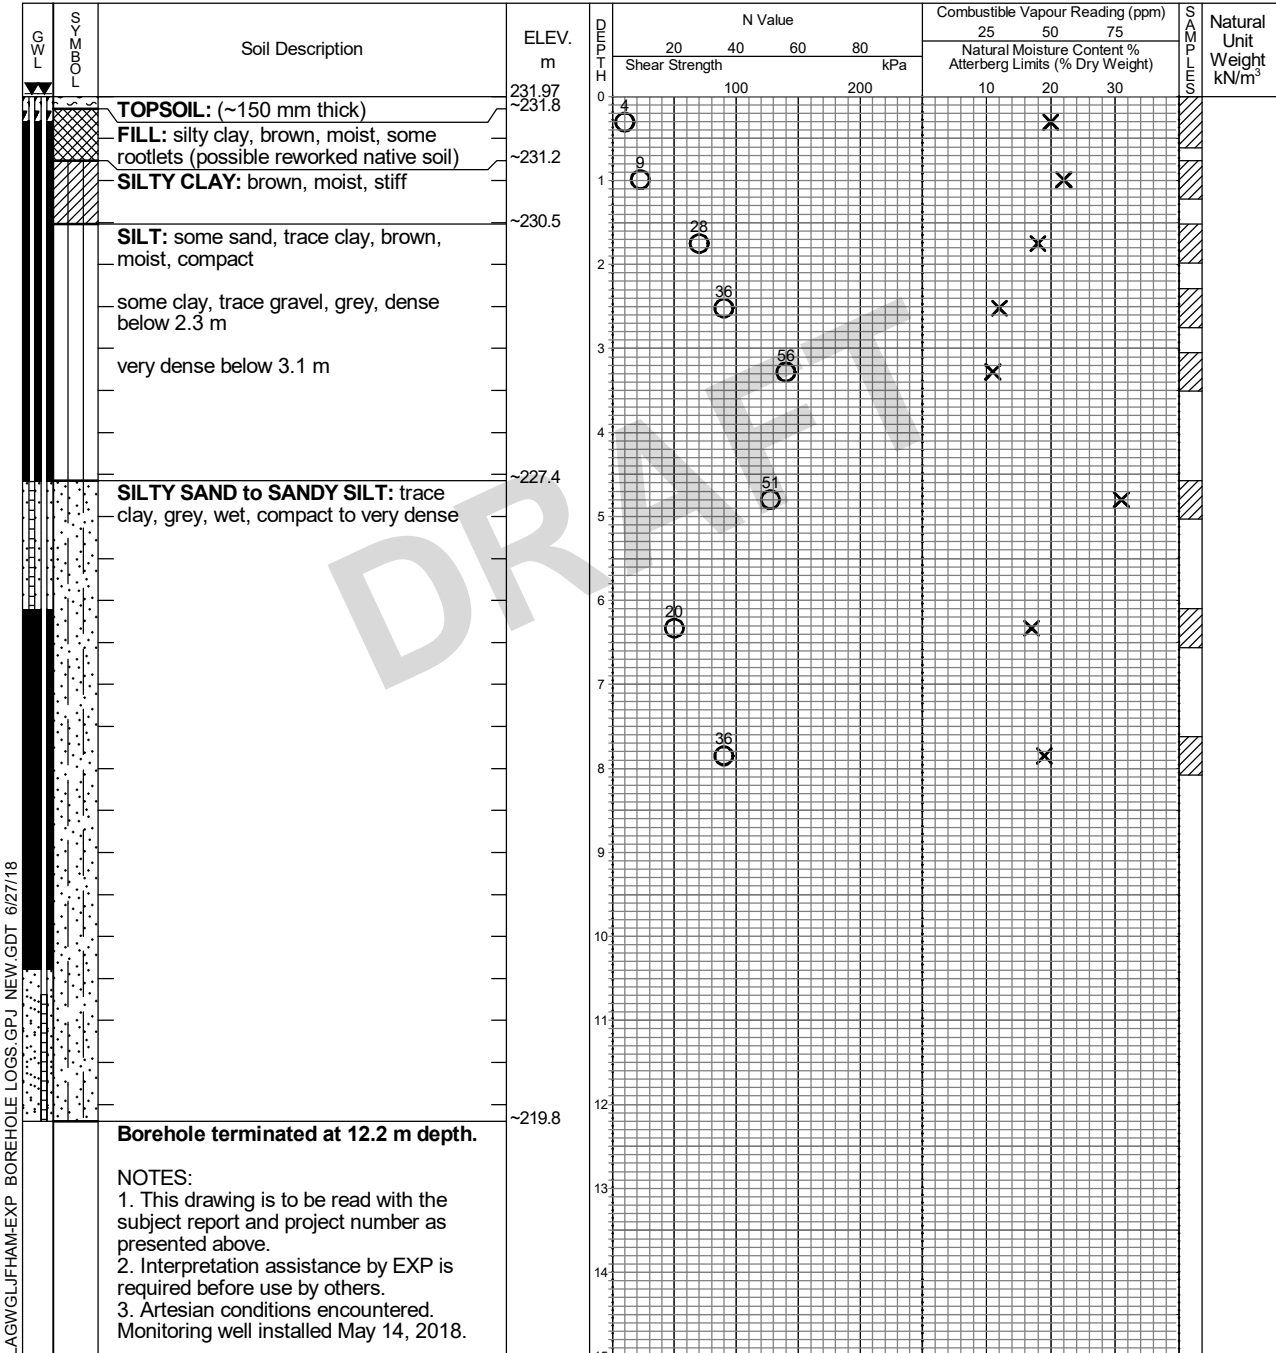 GWL
SYMBOL
Soil Description
ELEV.
m
DEPTH
N Value
20 40 60 80
Shear Strength kPa
100 200
Combustible Vapour Reading (ppm)
25 50 75
Natural Moisture Content %
Atterberg Limits (% Dry Weight)
10 20 30
SAMPLES
Natural
Unit
Weight
kN/m³
231.97
0
TOPSOIL: (~150 mm thick)
~231.8
4
FILL: silty clay, brown, moist, some
rootlets (possible reworked native soil)
~231.2
9
SILTY CLAY: brown, moist, stiff
1
~230.5
28
SILT: some sand, trace clay, brown,
moist, compact
2
some clay, trace gravel, grey, dense
below 2.3 m
36
3
very dense below 3.1 m
56
4
~227.4
SILTY SAND to SANDY SILT: trace
clay, grey, wet, compact to very dense
51
5
6
20
7
36
8
9
10
11
12
~219.8
Borehole terminated at 12.2 m depth.
NOTES:
1. This drawing is to be read with the
subject report and project number as
presented above.
2. Interpretation assistance by EXP is
required before use by others.
3. Artesian conditions encountered.
Monitoring well installed May 14, 2018.
13
14
DRAFT
AGWGLJFHAM-EXP BOREHOLE LOGS.GPJ NEW.GDT 6/27/18